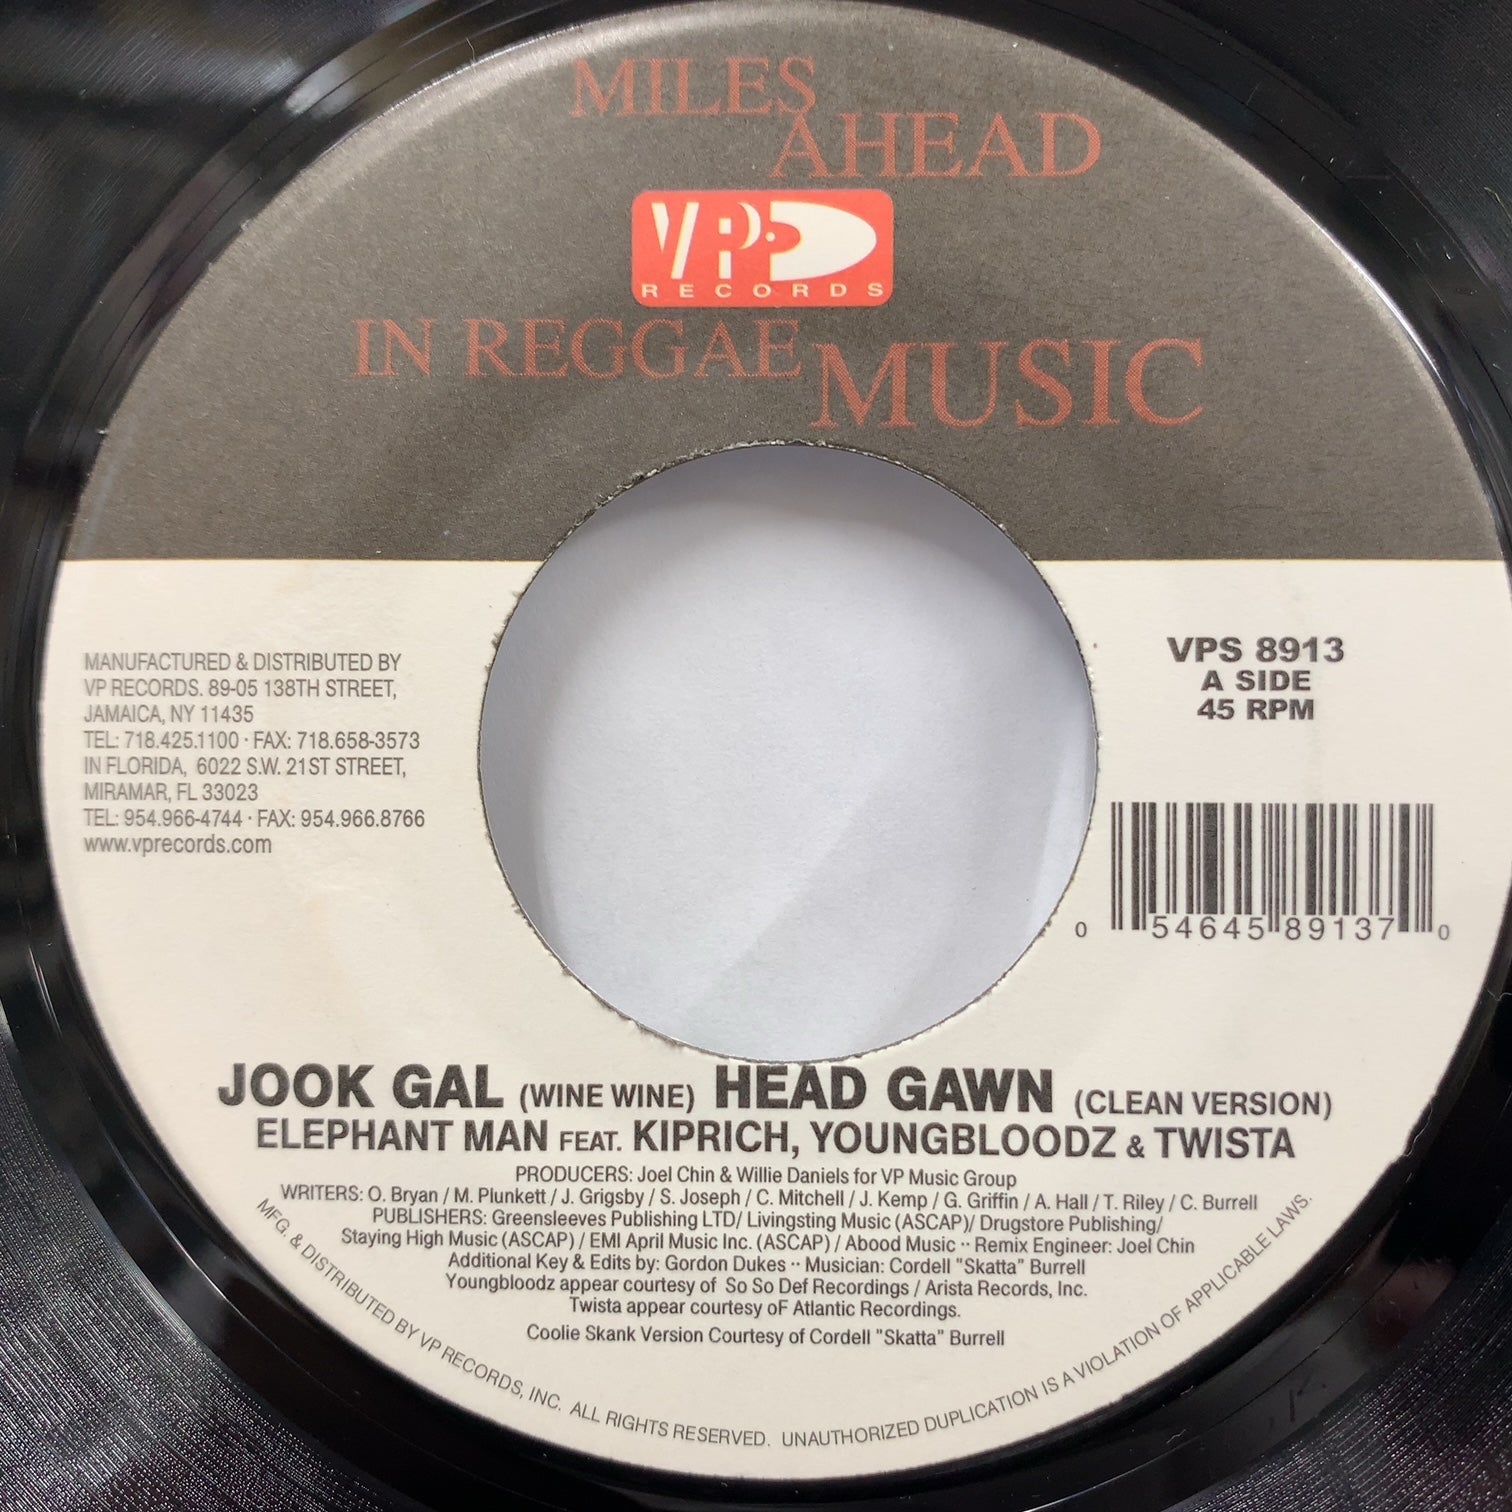 MILES
AHEAD
VP
RECORDS
IN REGGAE MUSIC
MANUFACTURED & DISTRIBUTED BY
VP RECORDS. 89-05 138TH STREET,
JAMAICA, NY 11435
TEL: 718.425.1100 · FAX: 718.658-3573
IN FLORIDA, 6022 S.W. 21ST STREET,
MIRAMAR, FL 33023
TEL: 954.966-4744 · FAX: 954.966.8766
www.vprecords.com
VPS 8913
A SIDE
45 RPM
0 54645 89137 0
JOOK GAL (WINE WINE) HEAD GAWN (CLEAN VERSION)
ELEPHANT MAN FEAT. KIPRICH, YOUNGBLOODZ & TWISTA
PRODUCERS: Joel Chin & Willie Daniels for VP Music Group
WRITERS: O. Bryan / M. Plunkett / J. Grigsby / S. Joseph / C. Mitchell / J. Kemp / G. Griffin / A. Hall / T. Riley / C. Burrell
PUBLISHERS: Greensleeves Publishing LTD/ Livingsting Music (ASCAP)/ Drugstore Publishing/
Staying High Music (ASCAP) / EMI April Music Inc. (ASCAP) / Abood Music ·· Remix Engineer: Joel Chin
Additional Key & Edits by: Gordon Dukes ·· Musician: Cordell "Skatta" Burrell
Youngbloodz appear courtesy of So So Def Recordings / Arista Records, Inc.
Twista appear courtesy oF Atlantic Recordings.
Coolie Skank Version Courtesy of Cordell "Skatta" Burrell
MFG. & DISTRIBUTED BY VP RECORDS, INC. ALL RIGHTS RESERVED. UNAUTHORIZED DUPLICATION IS A VIOLATION OF APPLICABLE LAWS.